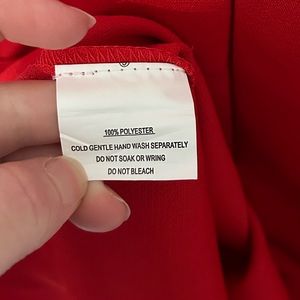 100% POLYESTER
COLD GENTLE HAND WASH SEPARATELY
DO NOT SOAK OR WRING
DO NOT BLEACH